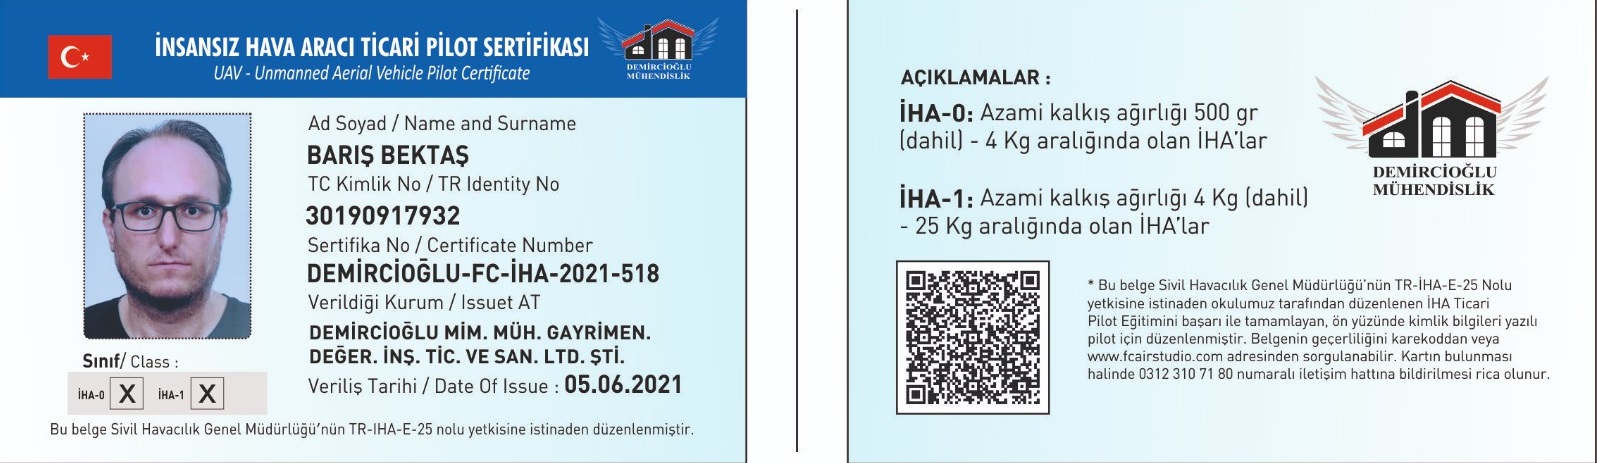 İNSANSIZ HAVA ARACI TİCARİ PİLOT SERTİFİKASI
UAV - Unmanned Aerial Vehicle Pilot Certificate
DEMİRCİOĞLU
MÜHENDİSLİK
Ad Soyad / Name and Surname
BARIŞ BEKTAŞ
TC Kimlik No / TR Identity No
30190917932
Sertifika No / Certificate Number
DEMİRCİOĞLU-FC-İHA-2021-518
Verildiği Kurum / Issuet AT
DEMİRCİOĞLU MİM. MÜH. GAYRİMEN.
DEĞER. İNŞ. TİC. VE SAN. LTD. ŞTİ.
Veriliş Tarihi / Date Of Issue : 05.06.2021
Sınıf/ Class :
İHA-0 X İHA-1 X
Bu belge Sivil Havacılık Genel Müdürlüğü'nün TR-IHA-E-25 nolu yetkisine istinaden düzenlenmiştir.
AÇIKLAMALAR :
İHA-0: Azami kalkış ağırlığı 500 gr
(dahil) - 4 Kg aralığında olan İHA'lar
İHA-1: Azami kalkış ağırlığı 4 Kg (dahil)
- 25 Kg aralığında olan İHA'lar
DEMİRCİOĞLU
MÜHENDİSLİK
* Bu belge Sivil Havacılık Genel Müdürlüğü'nün TR-İHA-E-25 Nolu
yetkisine istinaden okulumuz tarafından düzenlenen İHA Ticari
Pilot Eğitimini başarı ile tamamlayan, ön yüzünde kimlik bilgileri yazılı
pilot için düzenlenmiştir. Belgenin geçerliliğini karekoddan veya
www.fcairstudio.com adresinden sorgulanabilir. Kartın bulunması
halinde 0312 310 71 80 numaralı iletişim hattına bildirilmesi rica olunur.